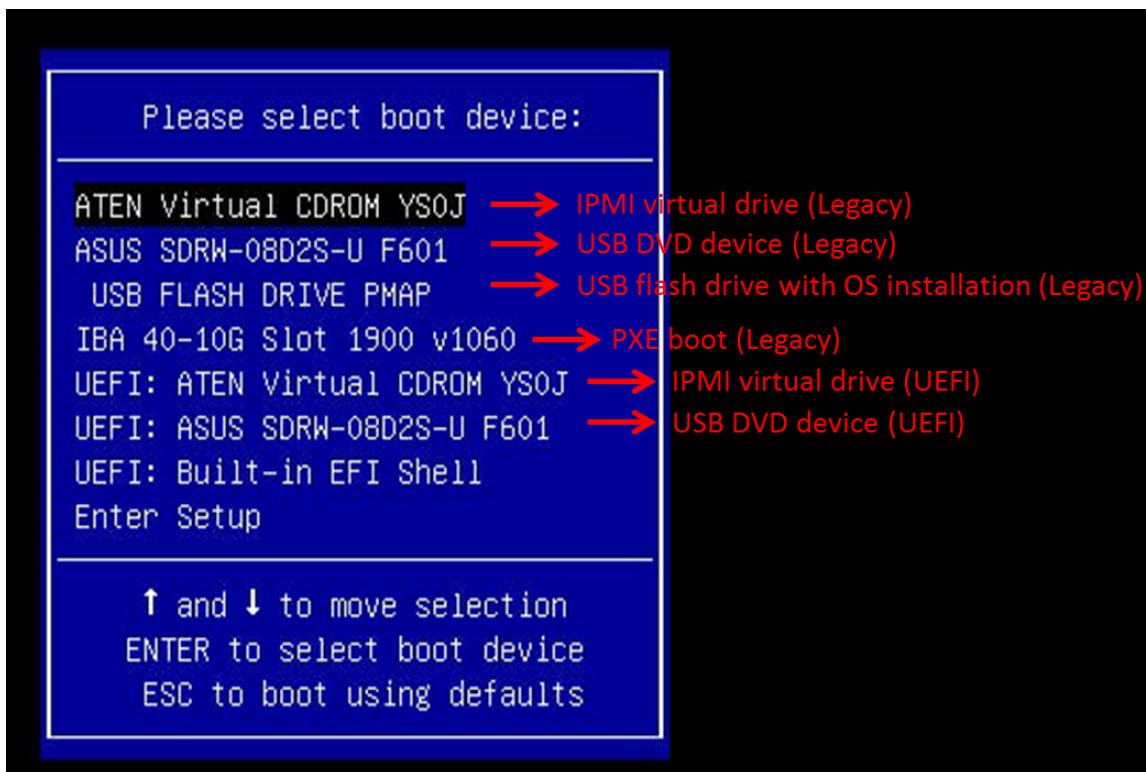 Please select boot device:
ATEN Virtual CDROM YS0J → IPMI virtual drive (Legacy)
ASUS SDRW-08D2S-U F601 → USB DVD device (Legacy)
USB FLASH DRIVE PMAP → USB flash drive with OS installation (Legacy)
IBA 40-10G Slot 1900 v1060 → PXE boot (Legacy)
UEFI: ATEN Virtual CDROM YS0J → IPMI virtual drive (UEFI)
UEFI: ASUS SDRW-08D2S-U F601 → USB DVD device (UEFI)
UEFI: Built-in EFI Shell
Enter Setup
↑ and ↓ to move selection
ENTER to select boot device
ESC to boot using defaults